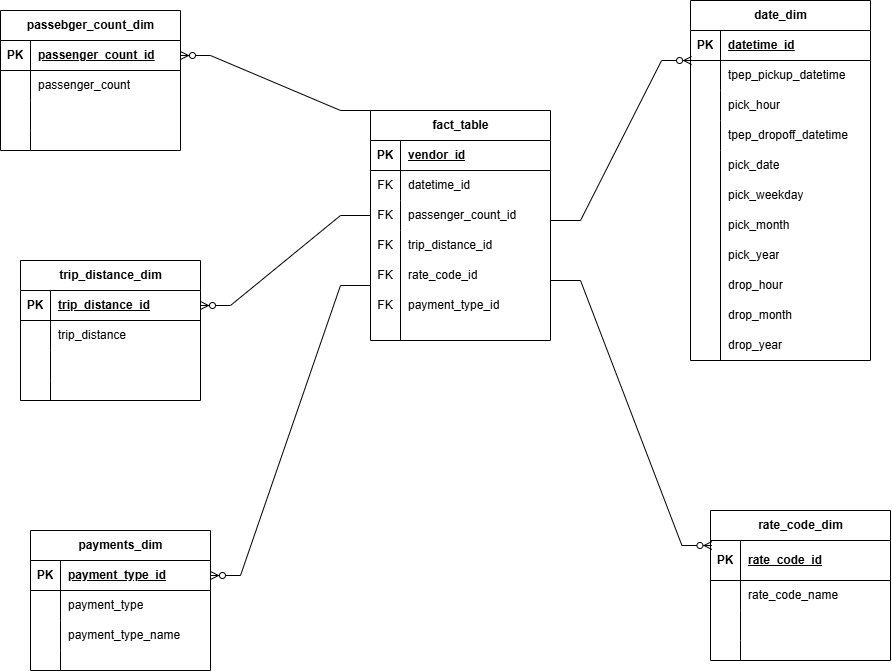 passebger_count_dim
PK passenger_count_id
passenger_count
date_dim
PK datetime_id
tpep_pickup_datetime
pick_hour
tpep_dropoff_datetime
pick_date
pick_weekday
pick_month
pick_year
drop_hour
drop_month
drop_year
fact_table
PK vendor_id
FK datetime_id
FK passenger_count_id
FK trip_distance_id
FK rate_code_id
FK payment_type_id
trip_distance_dim
PK trip_distance_id
trip_distance
payments_dim
PK payment_type_id
payment_type
payment_type_name
rate_code_dim
PK rate_code_id
rate_code_name